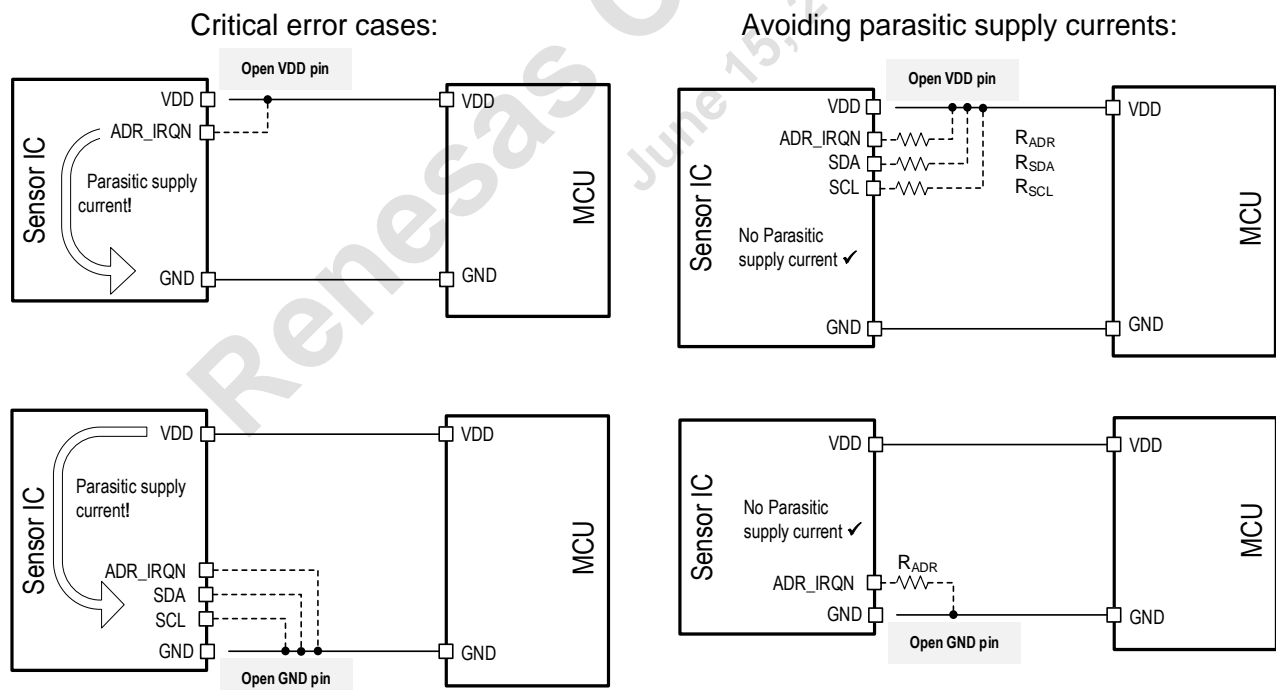 Critical error cases:
Avoiding parasitic supply currents:
Open VDD pin
VDD
ADR_IRQN
Sensor IC
Parasitic supply
current!
GND
VDD
MCU
GND
Open VDD pin
VDD
ADR_IRQN
SDA
SCL
RADR
RSDA
RSCL
Sensor IC
No Parasitic
supply current ✓
GND
VDD
MCU
GND
VDD
Sensor IC
Parasitic supply
current!
ADR_IRQN
SDA
SCL
GND
Open GND pin
VDD
MCU
GND
VDD
Sensor IC
No Parasitic
supply current ✓
ADR_IRQN
RADR
GND
Open GND pin
VDD
MCU
GND
Renesas
June 15,